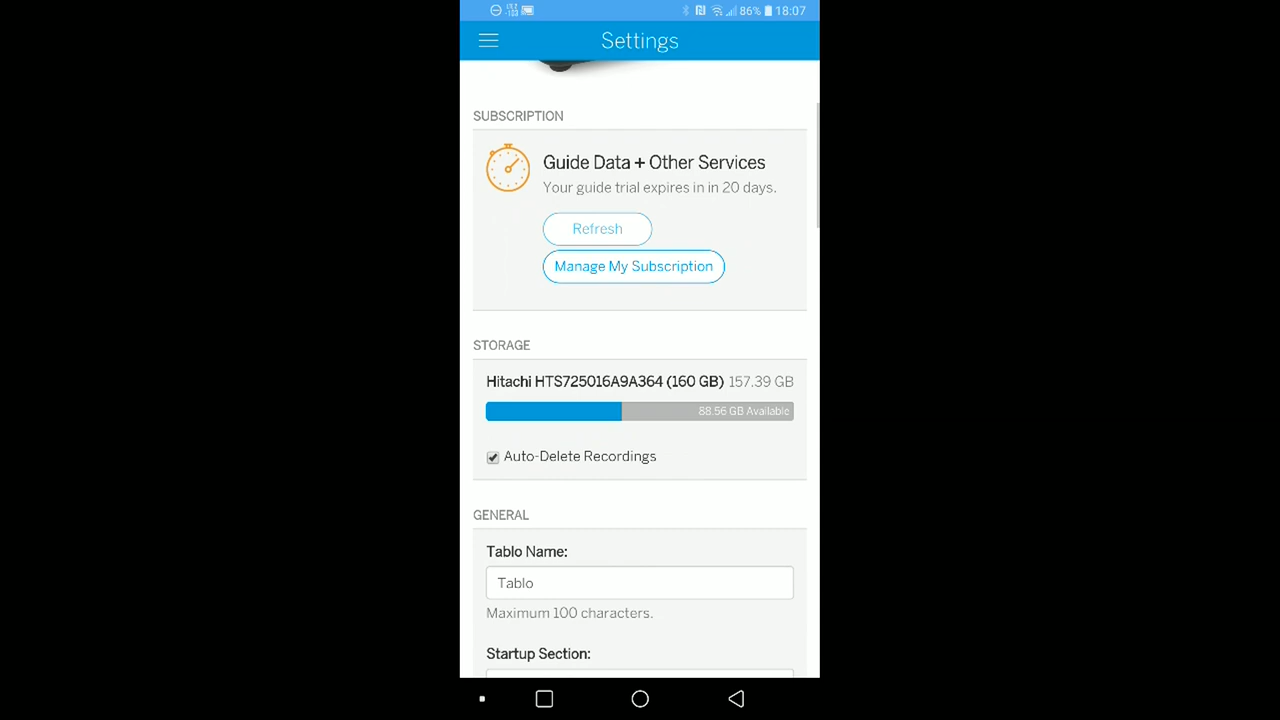 86% 18:07
Settings
SUBSCRIPTION
Guide Data + Other Services
Your guide trial expires in in 20 days.
Refresh
Manage My Subscription
STORAGE
Hitachi HTS725016A9A364 (160 GB) 157.39 GB
88.56 GB Available
Auto-Delete Recordings
GENERAL
Tablo Name:
Tablo
Maximum 100 characters.
Startup Section: